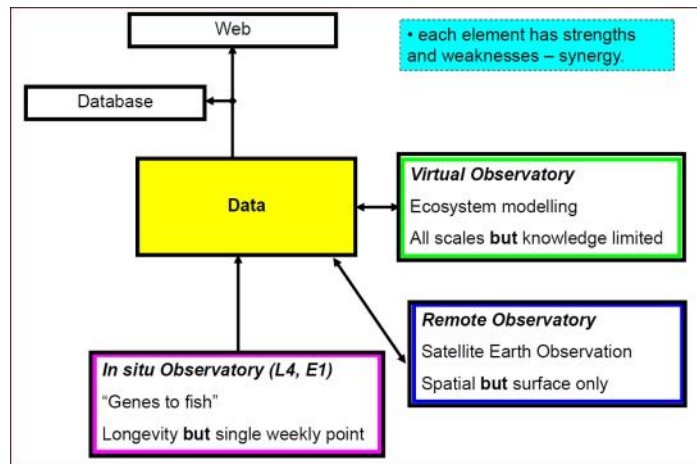 Web
• each element has strengths
and weaknesses – synergy.
Database
Data
Virtual Observatory
Ecosystem modelling
All scales but knowledge limited
Remote Observatory
Satellite Earth Observation
Spatial but surface only
In situ Observatory (L4, E1)
“Genes to fish”
Longevity but single weekly point